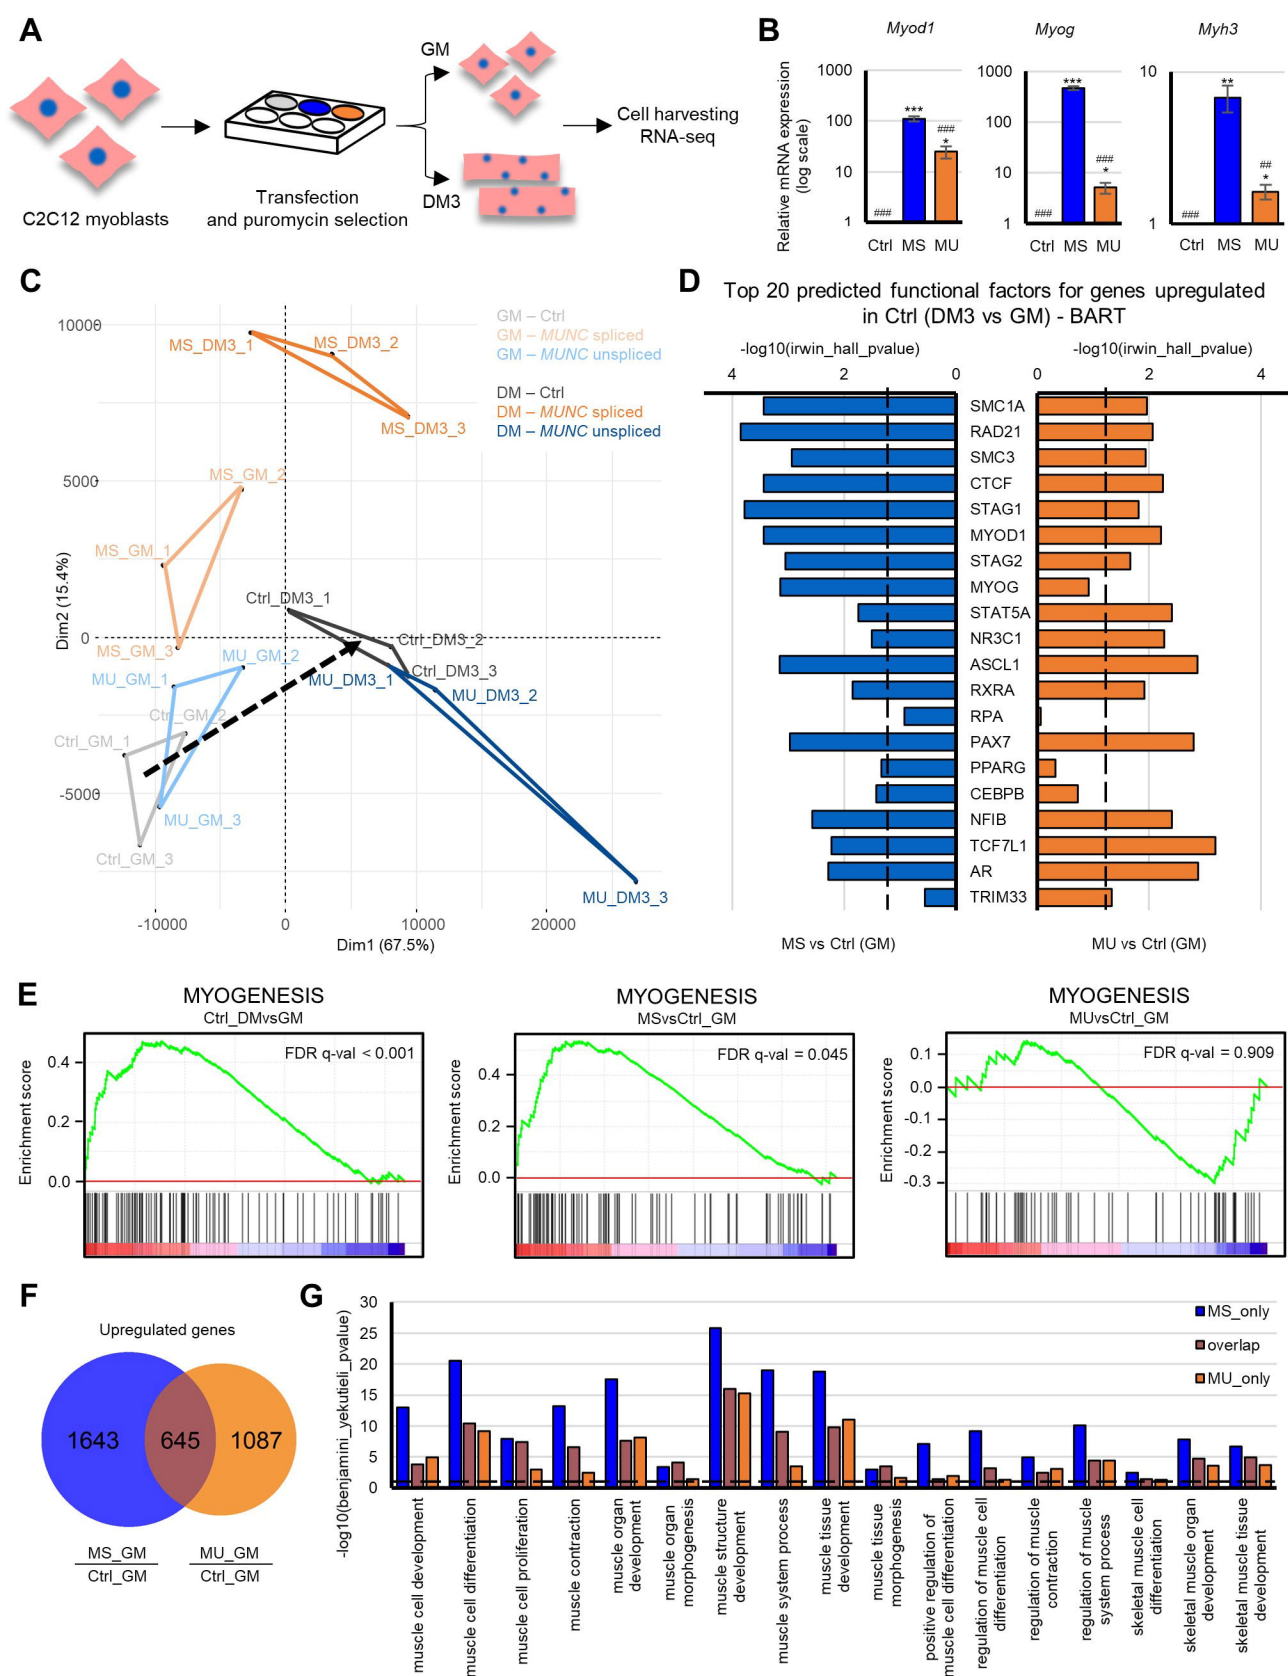 A
GM
C2C12 myoblasts
Transfection
and puromycin selection
DM3
Cell harvesting
RNA-seq
B
Myod1
Myog
Myh3
Relative mRNA expression
(log scale)
1000
100
10
1
###
***
###
*
Ctrl
MS
MU
1000
100
10
1
###
***
###
*
Ctrl
MS
MU
10
1
###
**
##
*
Ctrl
MS
MU
C
10000
5000
0
-5000
Dim2 (15.4%)
-10000
0
10000
20000
Dim1 (67.5%)
GM – Ctrl
GM – MUNC spliced
GM – MUNC unspliced
DM – Ctrl
DM – MUNC spliced
DM – MUNC unspliced
MS_DM3_1
MS_DM3_2
MS_DM3_3
MS_GM_2
MS_GM_1
MS_GM_3
Ctrl_DM3_1
Ctrl_DM3_2
Ctrl_DM3_3
MU_GM_2
MU_GM_1
MU_DM3_1
MU_DM3_2
Ctrl_GM_2
Ctrl_GM_1
MU_GM_3
Ctrl_GM_3
MU_DM3_3
D
Top 20 predicted functional factors for genes upregulated
in Ctrl (DM3 vs GM) - BART
-log10(irwin_hall_pvalue)
-log10(irwin_hall_pvalue)
4
2
0
0
2
4
SMC1A
RAD21
SMC3
CTCF
STAG1
MYOD1
STAG2
MYOG
STAT5A
NR3C1
ASCL1
RXRA
RPA
PAX7
PPARG
CEBPB
NFIB
TCF7L1
AR
TRIM33
MS vs Ctrl (GM)
MU vs Ctrl (GM)
E
MYOGENESIS
Ctrl_DMvsGM
FDR q-val < 0.001
Enrichment score
0.4
0.2
0.0
MYOGENESIS
MSvsCtrl_GM
FDR q-val = 0.045
Enrichment score
0.4
0.2
0.0
MYOGENESIS
MUvsCtrl_GM
FDR q-val = 0.909
Enrichment score
0.1
0.0
-0.1
-0.2
-0.3
F
Upregulated genes
1643
645
1087
MS_GM
Ctrl_GM
MU_GM
Ctrl_GM
G
-log10(benjamini_yekutieli_pvalue)
30
25
20
15
10
5
0
MS_only
overlap
MU_only
muscle cell development
muscle cell differentiation
muscle cell proliferation
muscle contraction
muscle organ
development
muscle organ
morphogenesis
muscle structure
development
muscle system process
muscle tissue
development
muscle tissue
morphogenesis
positive regulation of
muscle cell differentiation
regulation of muscle cell
differentiation
regulation of muscle
contraction
regulation of muscle
system process
skeletal muscle cell
differentiation
skeletal muscle organ
development
skeletal muscle tissue
development